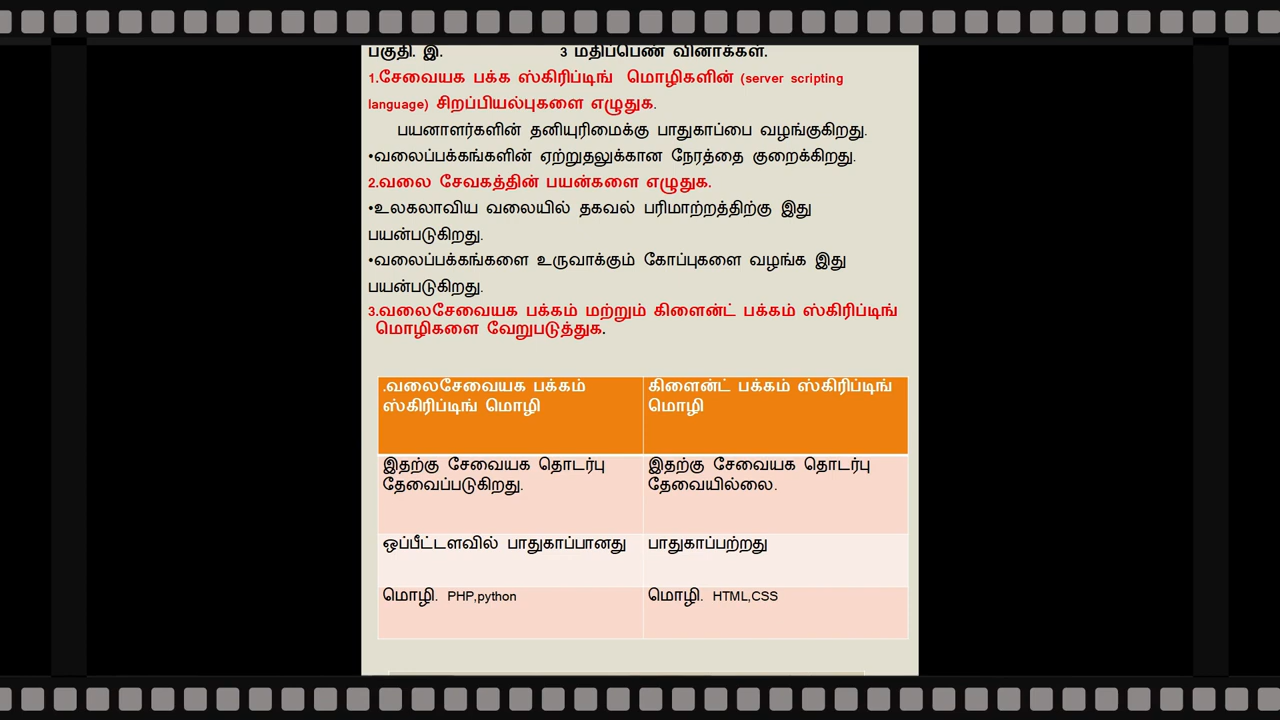 பகுதி. இ. 3 மதிப்பெண் வினாக்கள்.
1.சேவையக பக்க ஸ்கிரிப்டிங் மொழிகளின் (server scripting
language) சிறப்பியல்புகளை எழுதுக.
பயனாளர்களின் தனியுரிமைக்கு பாதுகாப்பை வழங்குகிறது.
•வலைப்பக்கங்களின் ஏற்றுதலுக்கான நேரத்தை குறைக்கிறது.
2.வலை சேவகத்தின் பயன்களை எழுதுக.
•உலகலாவிய வலையில் தகவல் பரிமாற்றத்திற்கு இது
பயன்படுகிறது.
•வலைப்பக்கங்களை உருவாக்கும் கோப்புகளை வழங்க இது
பயன்படுகிறது.
3.வலைசேவையக பக்கம் மற்றும் கிளைன்ட் பக்கம் ஸ்கிரிப்டிங்
மொழிகளை வேறுபடுத்துக.
.வலைசேவையக பக்கம்
ஸ்கிரிப்டிங் மொழி
கிளைன்ட் பக்கம் ஸ்கிரிப்டிங்
மொழி
இதற்கு சேவையக தொடர்பு
தேவைப்படுகிறது.
இதற்கு சேவையக தொடர்பு
தேவையில்லை.
ஒப்பீட்டளவில் பாதுகாப்பானது
பாதுகாப்பற்றது
மொழி. PHP,python
மொழி. HTML,CSS